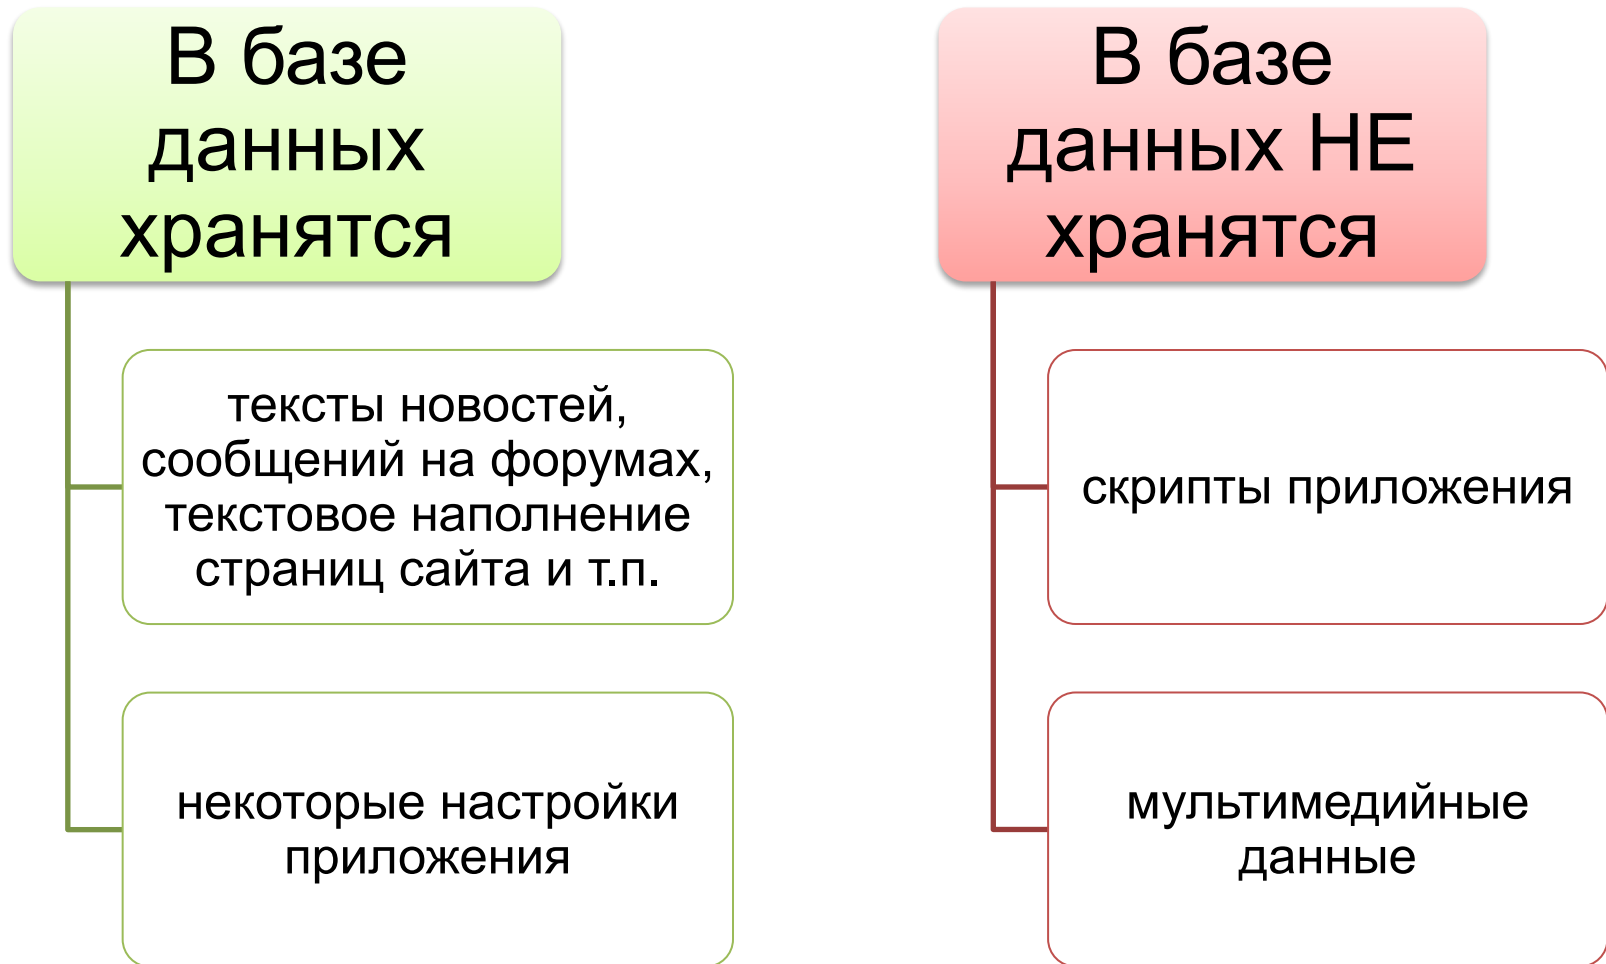 В базе
данных
хранятся
тексты новостей,
сообщений на форумах,
текстовое наполнение
страниц сайта и т.п.
некоторые настройки
приложения
В базе
данных НЕ
хранятся
скрипты приложения
мультимедийные
данные